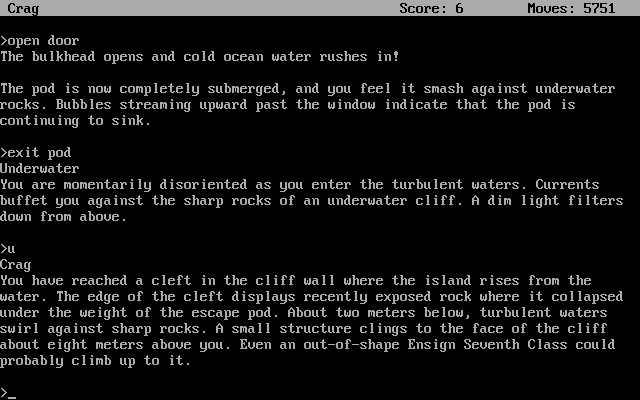 Crag Score: 6 Moves: 5751
>open door
The bulkhead opens and cold ocean water rushes in!
The pod is now completely submerged, and you feel it smash against underwater
rocks. Bubbles streaming upward past the window indicate that the pod is
continuing to sink.
>exit pod
Underwater
You are momentarily disoriented as you enter the turbulent waters. Currents
buffet you against the sharp rocks of an underwater cliff. A dim light filters
down from above.
>u
Crag
You have reached a cleft in the cliff wall where the island rises from the
water. The edge of the cleft displays recently exposed rock where it collapsed
under the weight of the escape pod. About two meters below, turbulent waters
swirl against sharp rocks. A small structure clings to the face of the cliff
about eight meters above you. Even an out-of-shape Ensign Seventh Class could
probably climb up to it.
>_